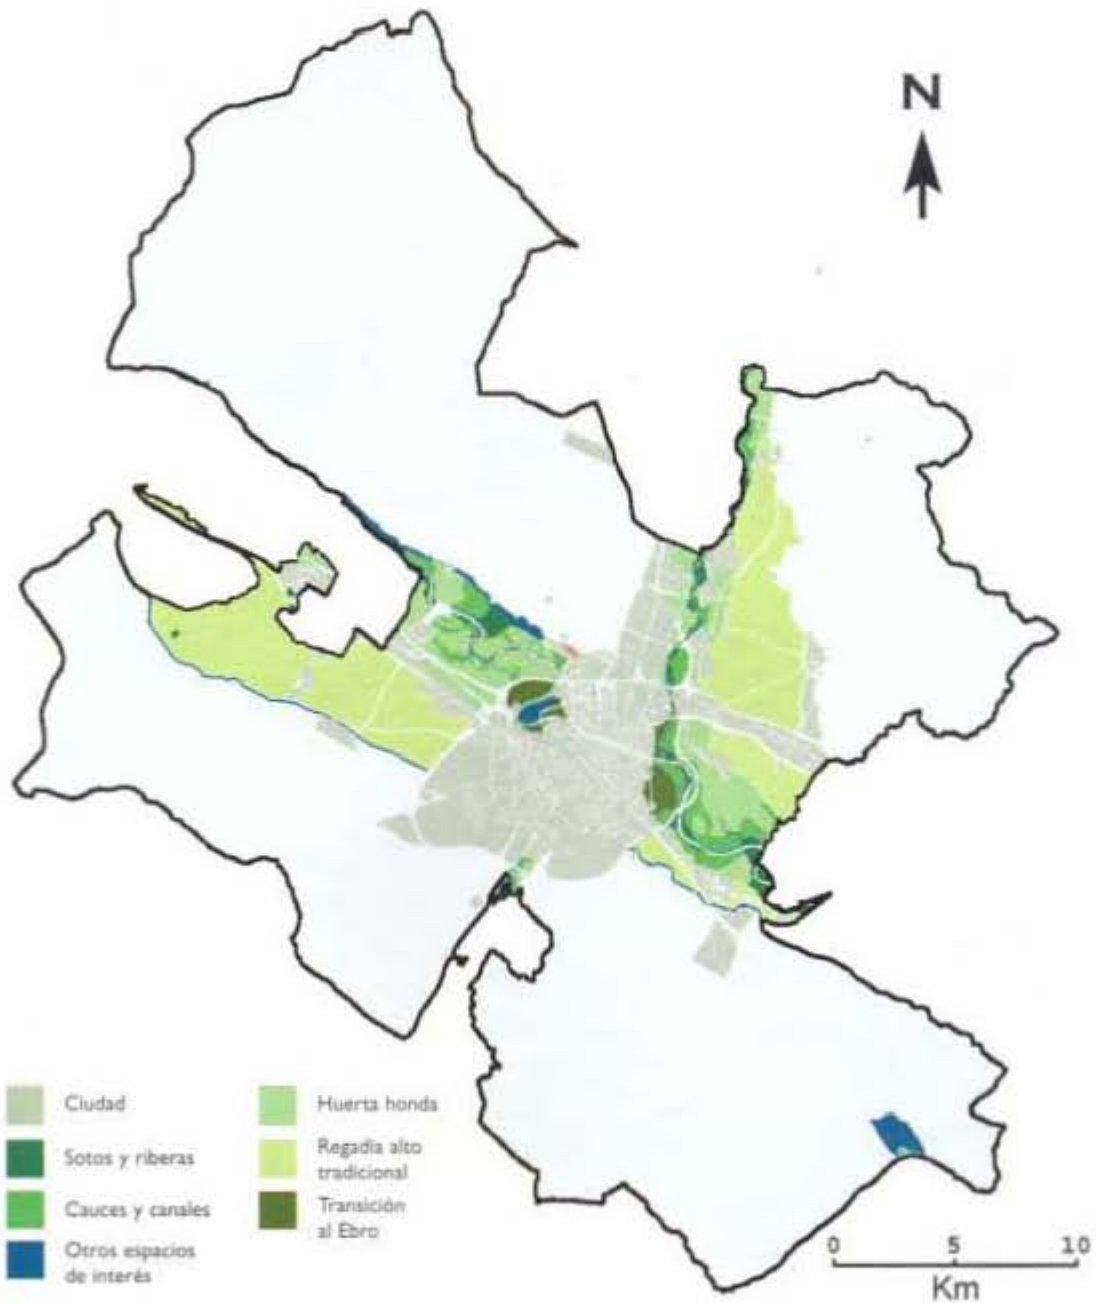 N
Ciudad
Sotos y riberas
Cauces y canales
Otros espacios
de interés
Huerta honda
Regadia alto
tradicional
Transición
al Ebro
0 5 10
Km